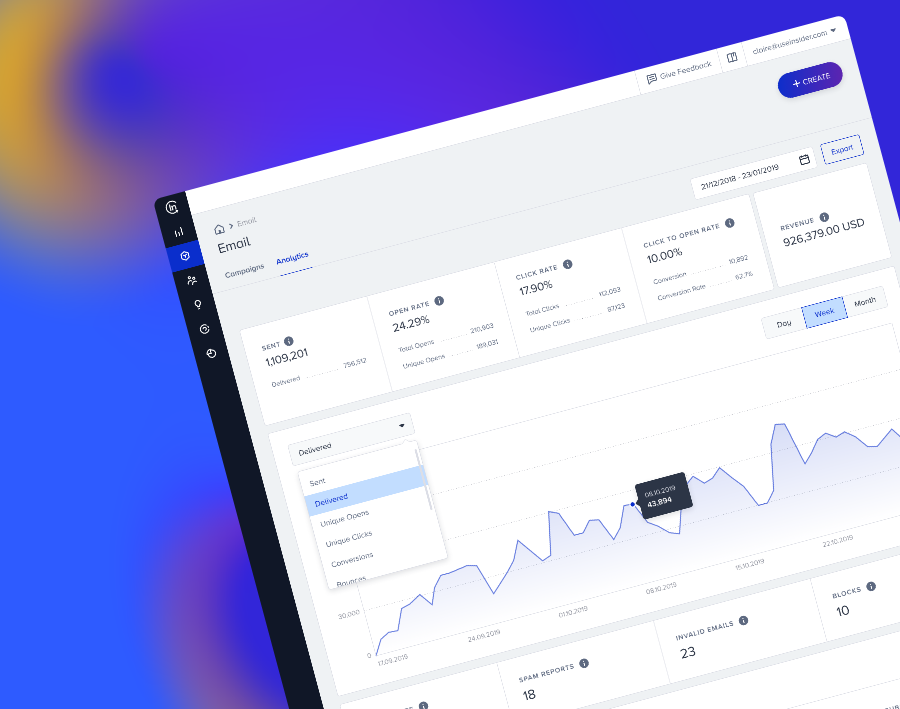 Give Feedback
claire@useinsider.com
+ CREATE
in
Email
Email
Campaigns
Analytics
21/12/2018 - 23/01/2019
Export
SENT
1,109,201
Delivered
756,512
OPEN RATE
24.29%
Total Opens
210,903
Unique Opens
189,031
CLICK RATE
17.90%
Total Clicks
112,093
Unique Clicks
87,123
CLICK TO OPEN RATE
10.00%
Conversion
10,892
Conversion Rate
62.7%
REVENUE
926,379.00 USD
Day
Week
Month
Delivered
Sent
Delivered
Unique Opens
Unique Clicks
Conversions
Bounces
08.10.2019
43,894
30,000
0
17.09.2019
24.09.2019
01.10.2019
08.10.2019
15.10.2019
22.10.2019
SPAM REPORTS
18
INVALID EMAILS
23
BLOCKS
10